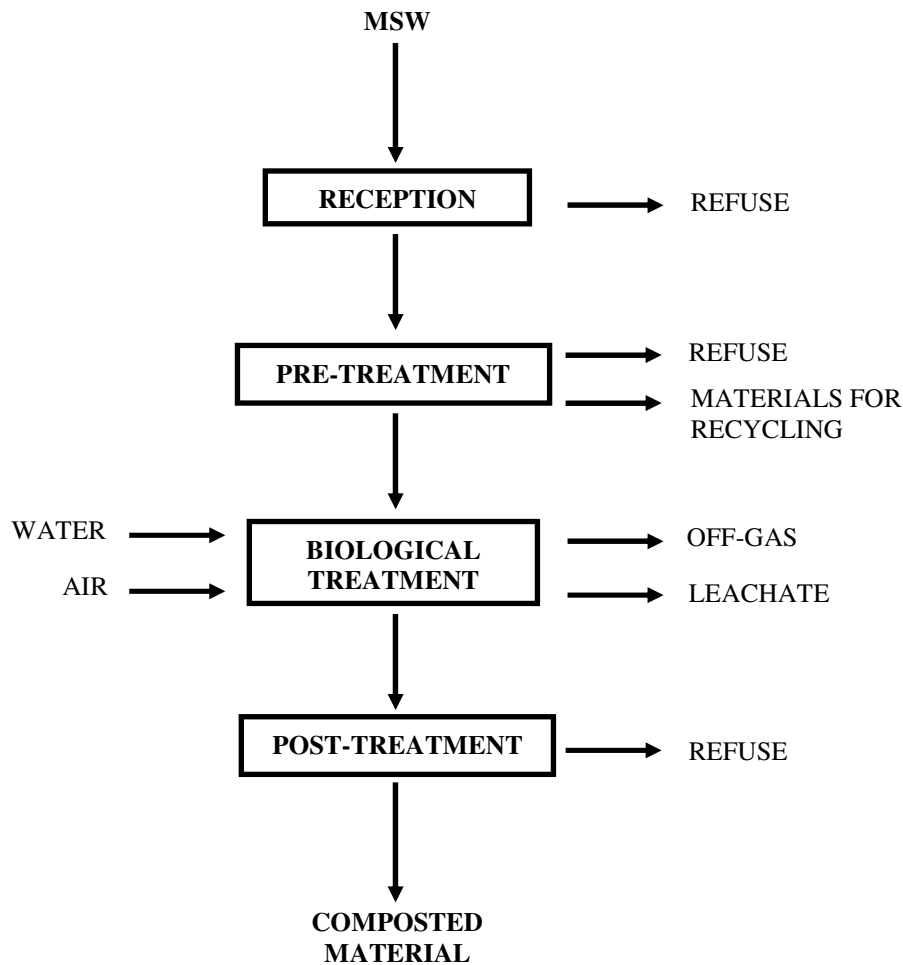 MSW
RECEPTION
REFUSE
PRE-TREATMENT
REFUSE
MATERIALS FOR
RECYCLING
WATER
AIR
BIOLOGICAL
TREATMENT
OFF-GAS
LEACHATE
POST-TREATMENT
REFUSE
COMPOSTED
MATERIAL